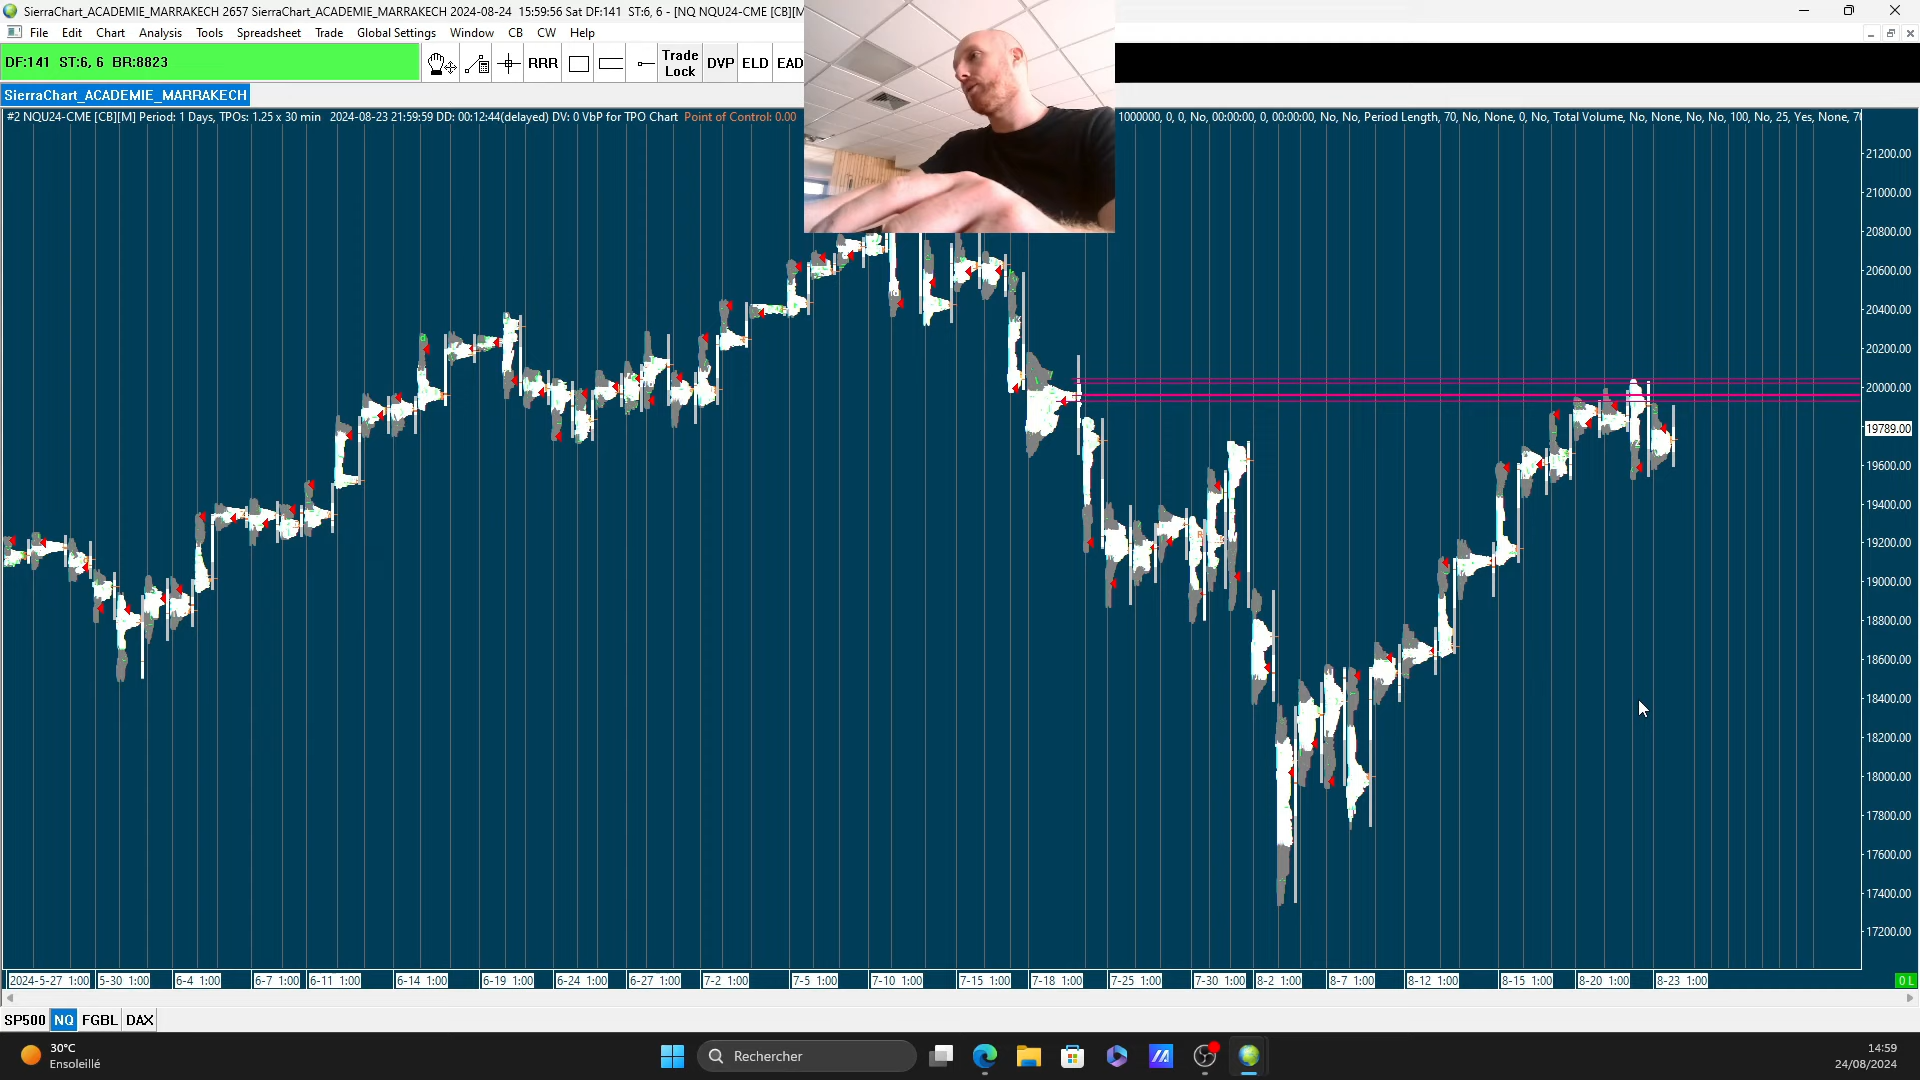 SierraChart_ACADEMIE_MARRAKECH 2657 SierraChart_ACADEMIE_MARRAKECH 2024-08-24 15:59:56 Sat DF:141 ST:6, 6 - [NQ NQU24-CME [CB][M
File Edit Chart Analysis Tools Spreadsheet Trade Global Settings Window CB CW Help
DF:141 ST:6, 6 BR:8823
RRR
Trade Lock
DVP ELD EAD
SierraChart_ACADEMIE_MARRAKECH
#2 NQU24-CME [CB][M] Period: 1 Days, TPOs: 1.25 x 30 min 2024-08-23 21:59:59 DD: 00:12:44(delayed) DV: 0 VbP for TPO Chart Point of Control: 0.00
1000000, 0, 0, No, 00:00:00, 0, 00:00:00, No, No, Period Length, 70, No, None, 0, No, Total Volume, No, None, No, No, 100, No, 25, Yes, None, 70
21200.00
21000.00
20800.00
20600.00
20400.00
20200.00
20000.00
19789.00
19600.00
19400.00
19200.00
19000.00
18800.00
18600.00
18400.00
18200.00
18000.00
17800.00
17600.00
17400.00
17200.00
2024-5-27 1:00 5-30 1:00 6-4 1:00 6-7 1:00 6-11 1:00 6-14 1:00 6-19 1:00 6-24 1:00 6-27 1:00 7-2 1:00 7-5 1:00 7-10 1:00 7-15 1:00 7-18 1:00 7-25 1:00 7-30 1:00 8-2 1:00 8-7 1:00 8-12 1:00 8-15 1:00 8-20 1:00 8-23 1:00
0 L
SP500 NQ FGBL DAX
30°C
Ensoleillé
Rechercher
14:59
24/08/2024